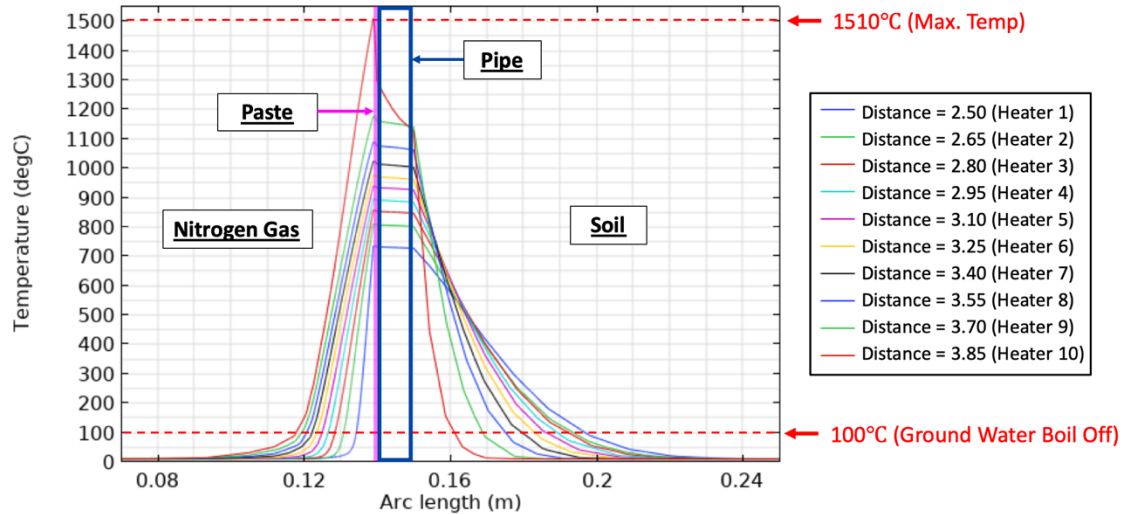 1510℃ (Max. Temp)
1500
1400
1300
1200
1100
1000
900
800
700
600
500
400
300
200
100
0
Temperature (degC)
Pipe
Paste
Nitrogen Gas
Soil
0.08
0.12
0.16
0.2
0.24
Arc length (m)
Distance = 2.50 (Heater 1)
Distance = 2.65 (Heater 2)
Distance = 2.80 (Heater 3)
Distance = 2.95 (Heater 4)
Distance = 3.10 (Heater 5)
Distance = 3.25 (Heater 6)
Distance = 3.40 (Heater 7)
Distance = 3.55 (Heater 8)
Distance = 3.70 (Heater 9)
Distance = 3.85 (Heater 10)
100℃ (Ground Water Boil Off)